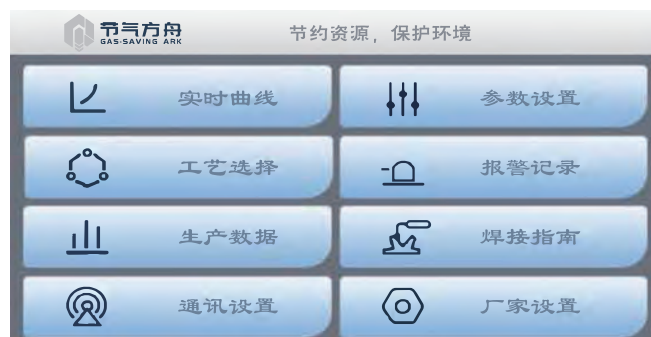 节气方舟
GAS-SAVING ARK
节约资源，保护环境
实时曲线
参数设置
工艺选择
报警记录
生产数据
焊接指南
通讯设置
厂家设置